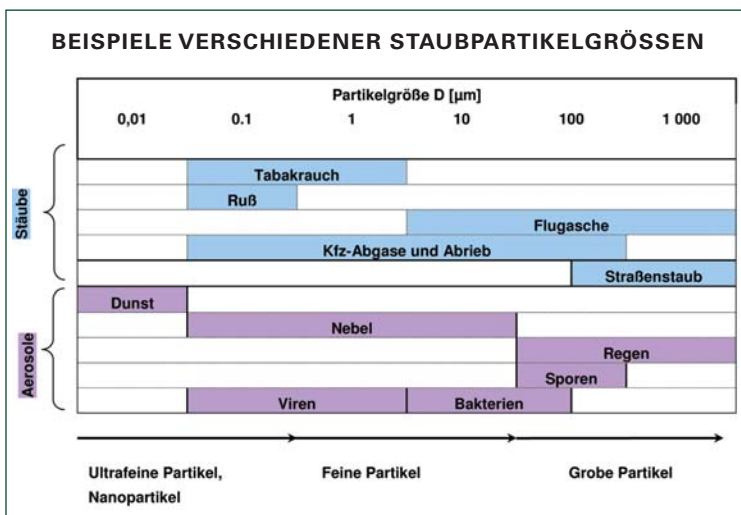 BEISPIELE VERSCHIEDENER STAUBPARTIKELGRÖSSEN
Partikelgröße D [µm]
0,01 0.1 1 10 100 1 000
Stäube
Tabakrauch
Ruß
Flugasche
Kfz-Abgase und Abrieb
Straßenstaub
Aerosole
Dunst
Nebel
Regen
Sporen
Viren Bakterien
Ultrafeine Partikel, Feine Partikel Grobe Partikel
Nanopartikel